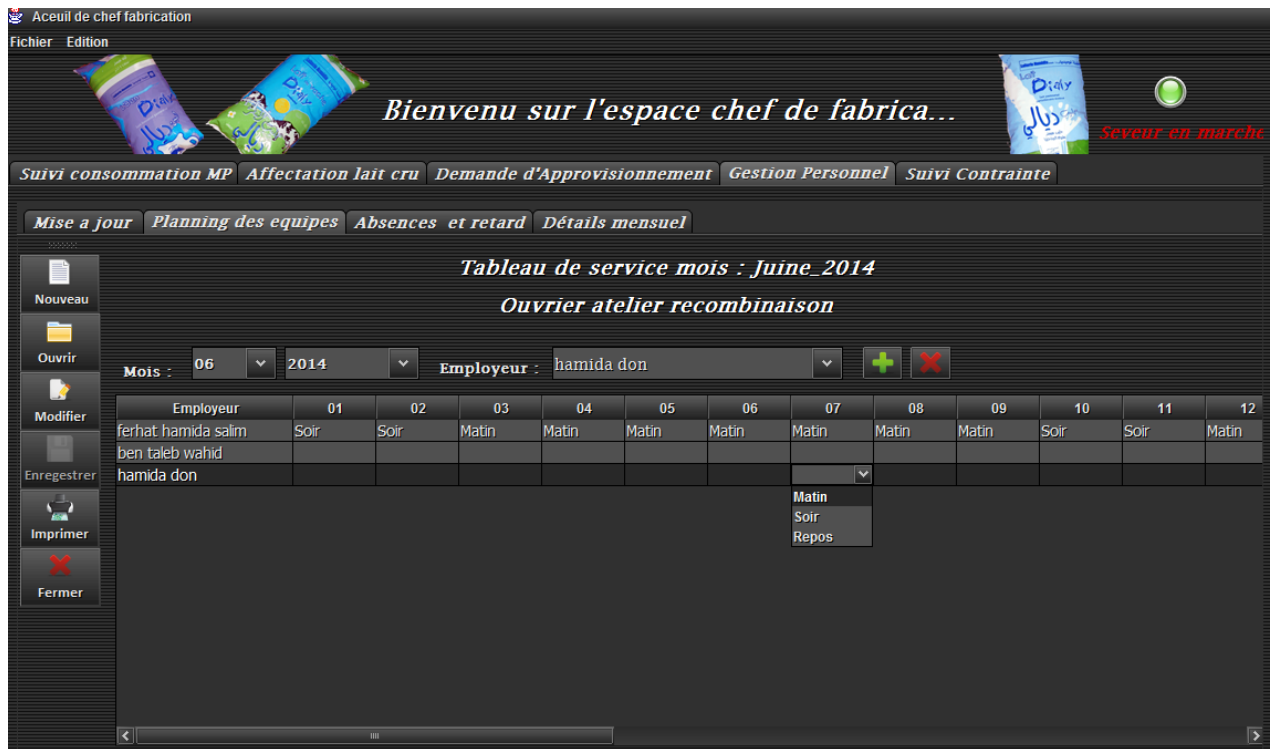 Aceuil de chef fabrication
Fichier Edition
Bienvenu sur l'espace chef de fabrica...
Dialy
ديالي
Seveur en marche
Suivi consommation MP Affectation lait cru Demande d'Approvisionnement Gestion Personnel Suivi Contrainte
Mise a jour Planning des equipes Absences et retard Détails mensuel
Tableau de service mois : Juine_2014
Ouvrier atelier recombinaison
Nouveau
Ouvrir
Modifier
Enregestrer
Imprimer
Fermer
Mois : 06 2014 Employeur : hamida don
Employeur 01 02 03 04 05 06 07 08 09 10 11 12
ferhat hamida salim Soir Soir Matin Matin Matin Matin Matin Matin Matin Soir Soir Matin
ben taleb wahid
hamida don
Matin
Soir
Repos